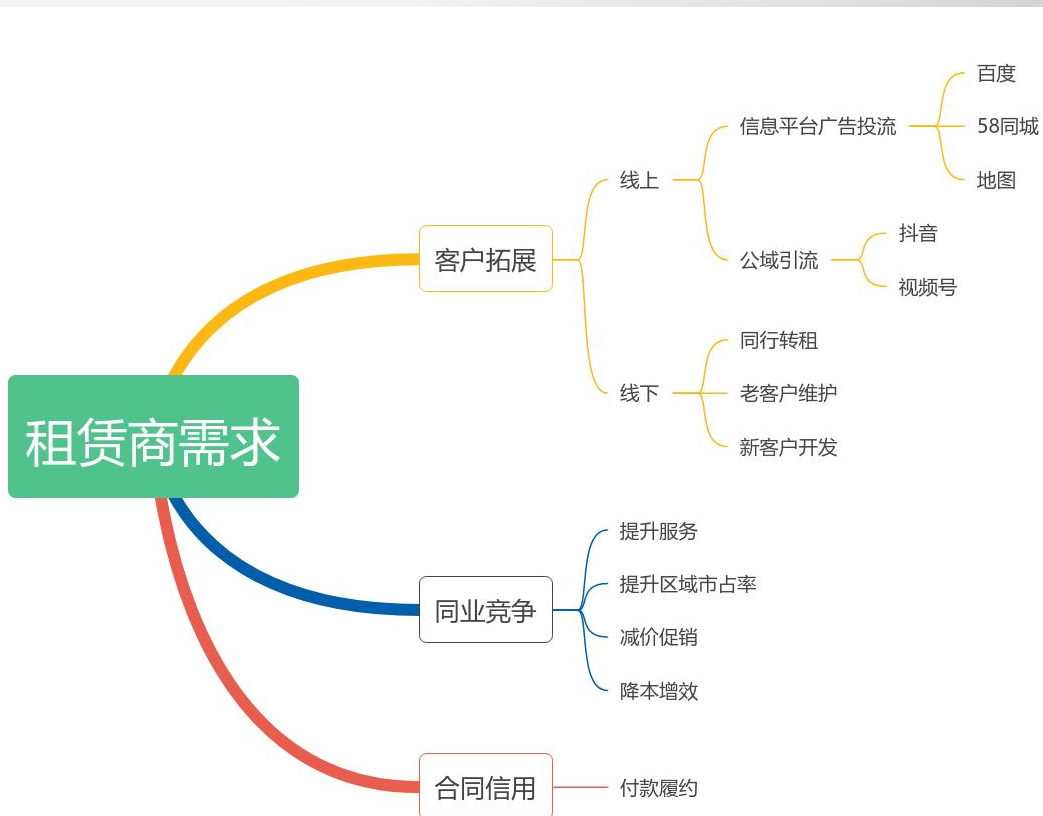 租赁商需求
客户拓展
线上
信息平台广告投流
百度
58同城
地图
公域引流
抖音
视频号
线下
同行转租
老客户维护
新客户开发
同业竞争
提升服务
提升区域市占率
减价促销
降本增效
合同信用
付款履约